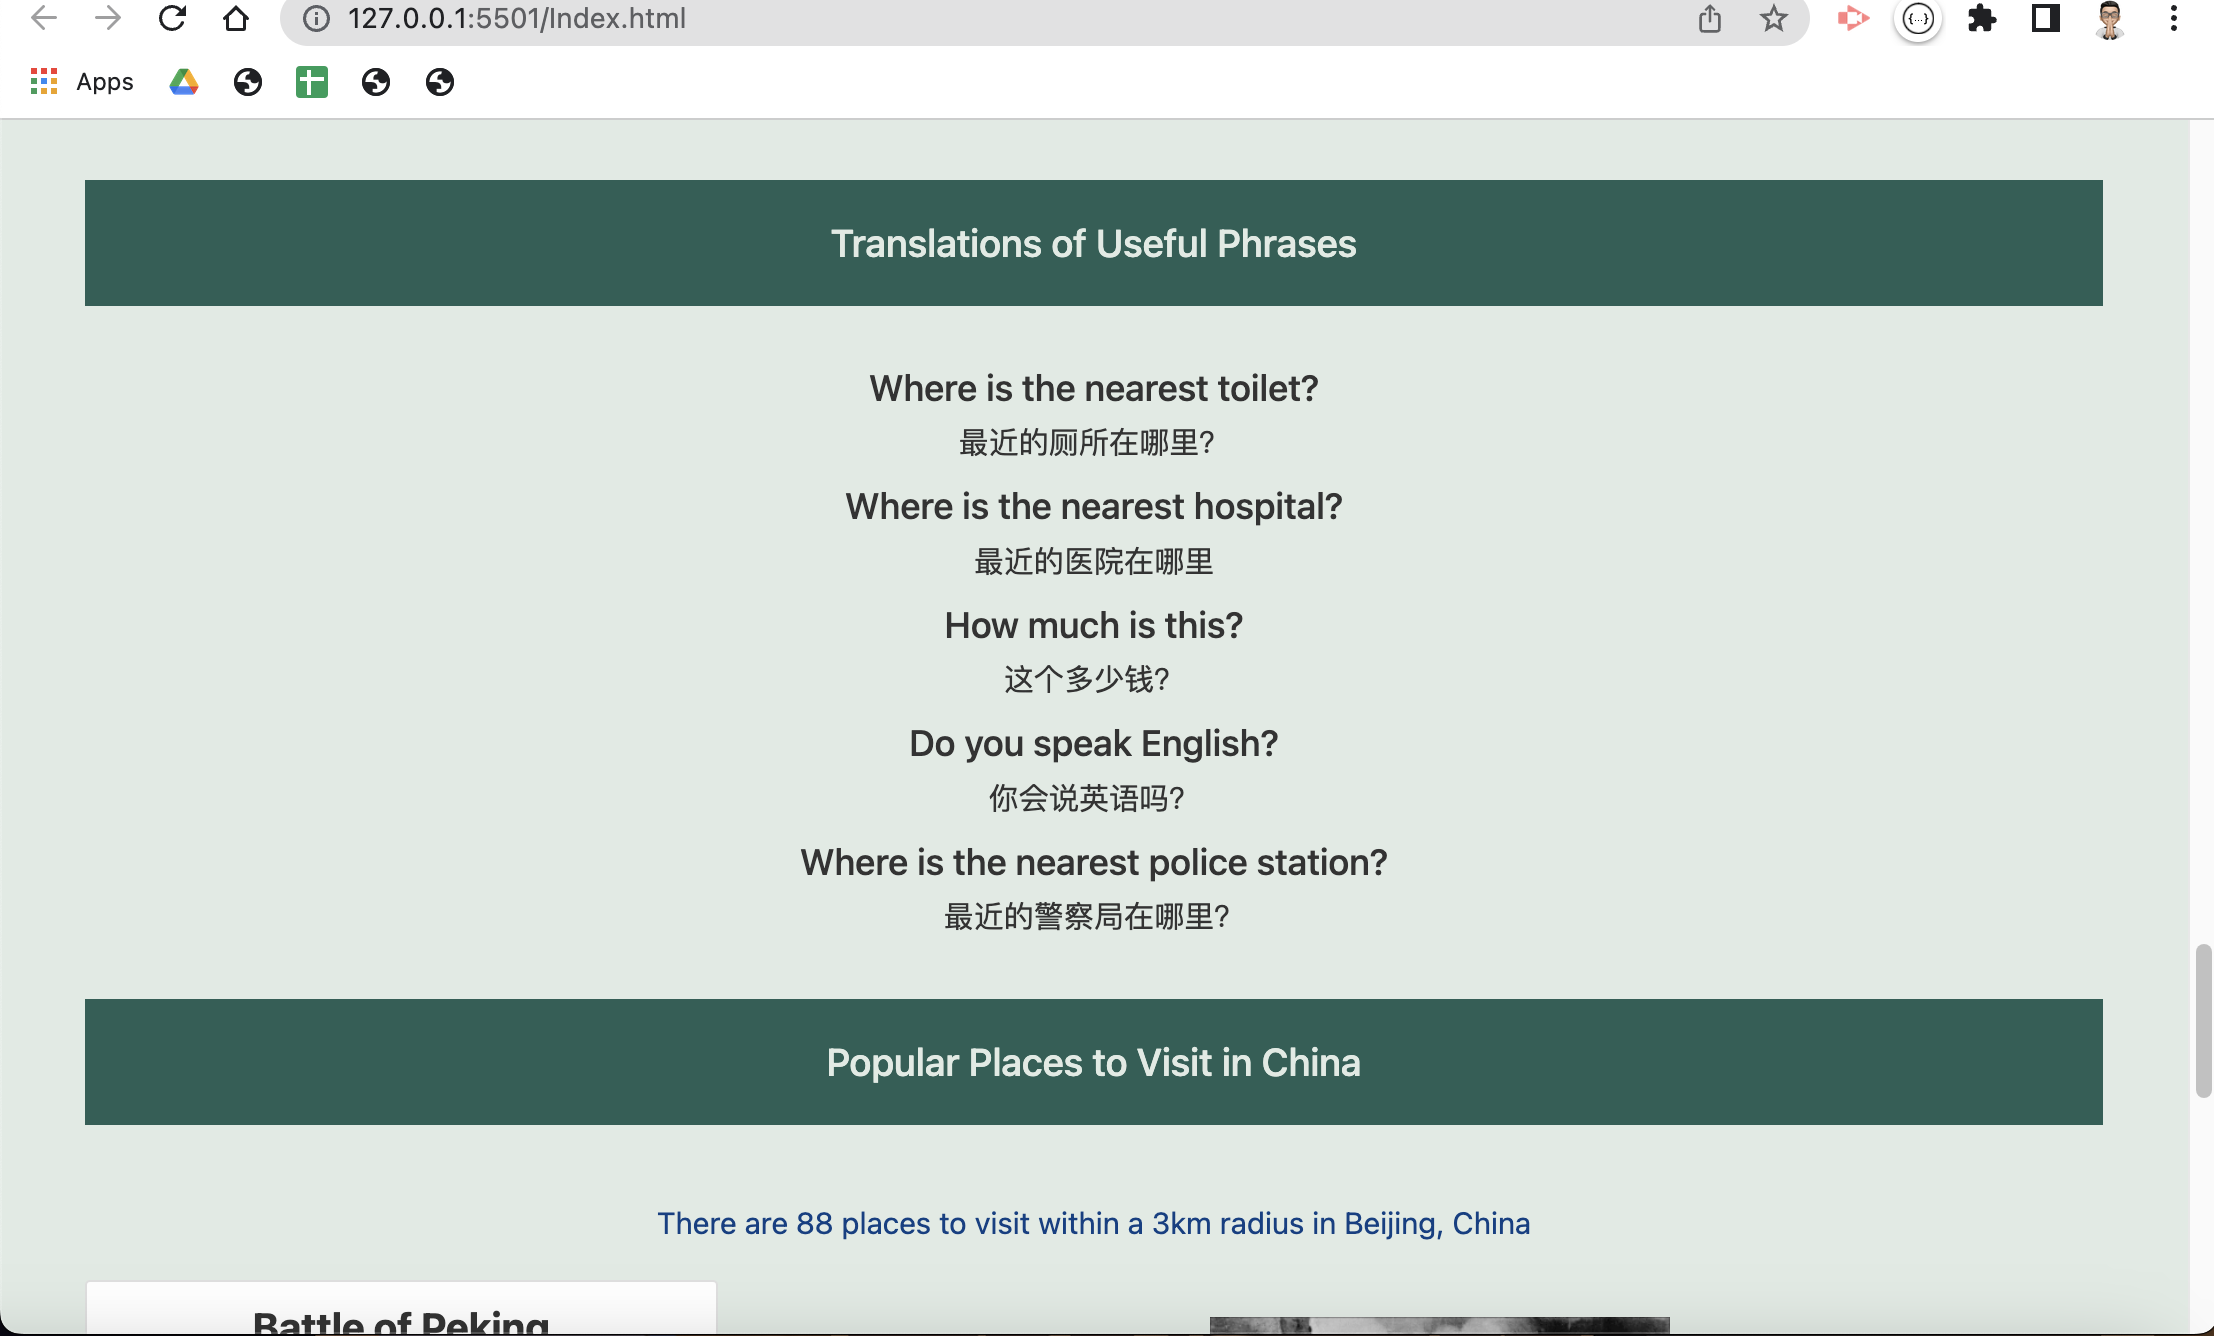 127.0.0.1:5501/Index.html
Apps
Translations of Useful Phrases
Where is the nearest toilet?
最近的厕所在哪里?
Where is the nearest hospital?
最近的医院在哪里
How much is this?
这个多少钱?
Do you speak English?
你会说英语吗?
Where is the nearest police station?
最近的警察局在哪里?
Popular Places to Visit in China
There are 88 places to visit within a 3km radius in Beijing, China
Battle of Peking